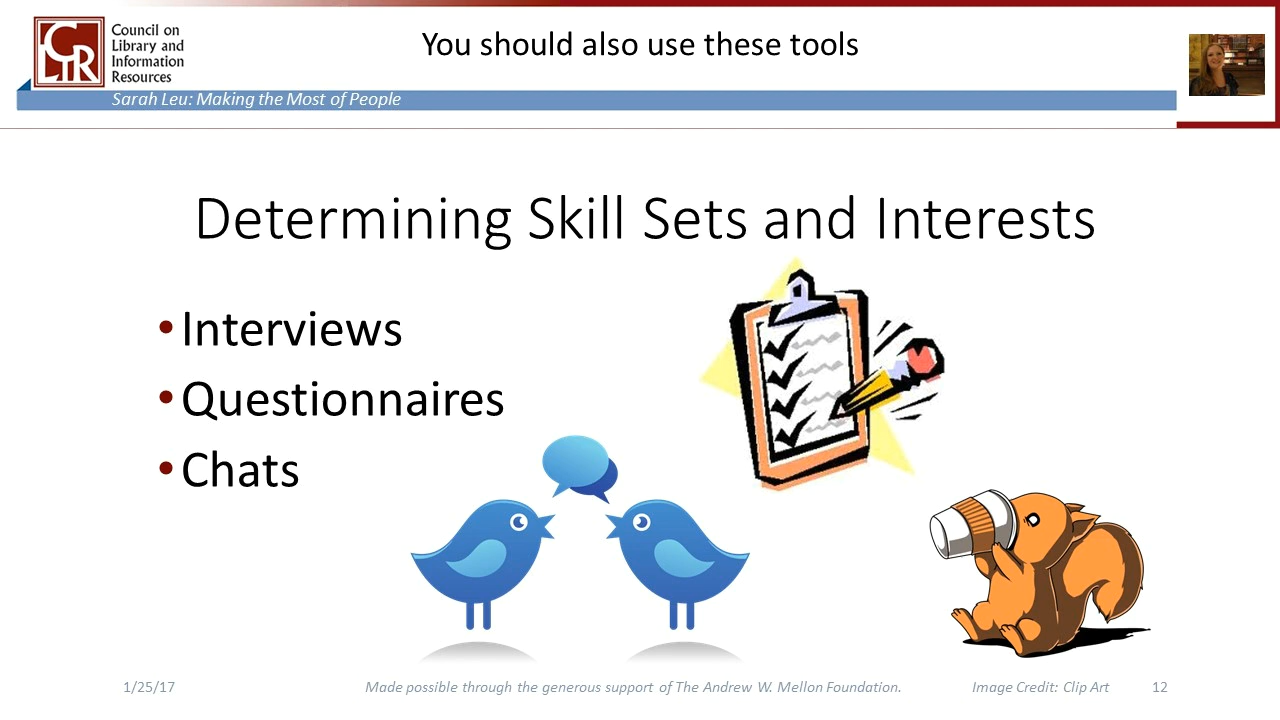 CLIR
Council on
Library and
Information
Resources
You should also use these tools
Sarah Leu: Making the Most of People
Determining Skill Sets and Interests
• Interviews
• Questionnaires
• Chats
1/25/17
Made possible through the generous support of The Andrew W. Mellon Foundation.
Image Credit: Clip Art
12